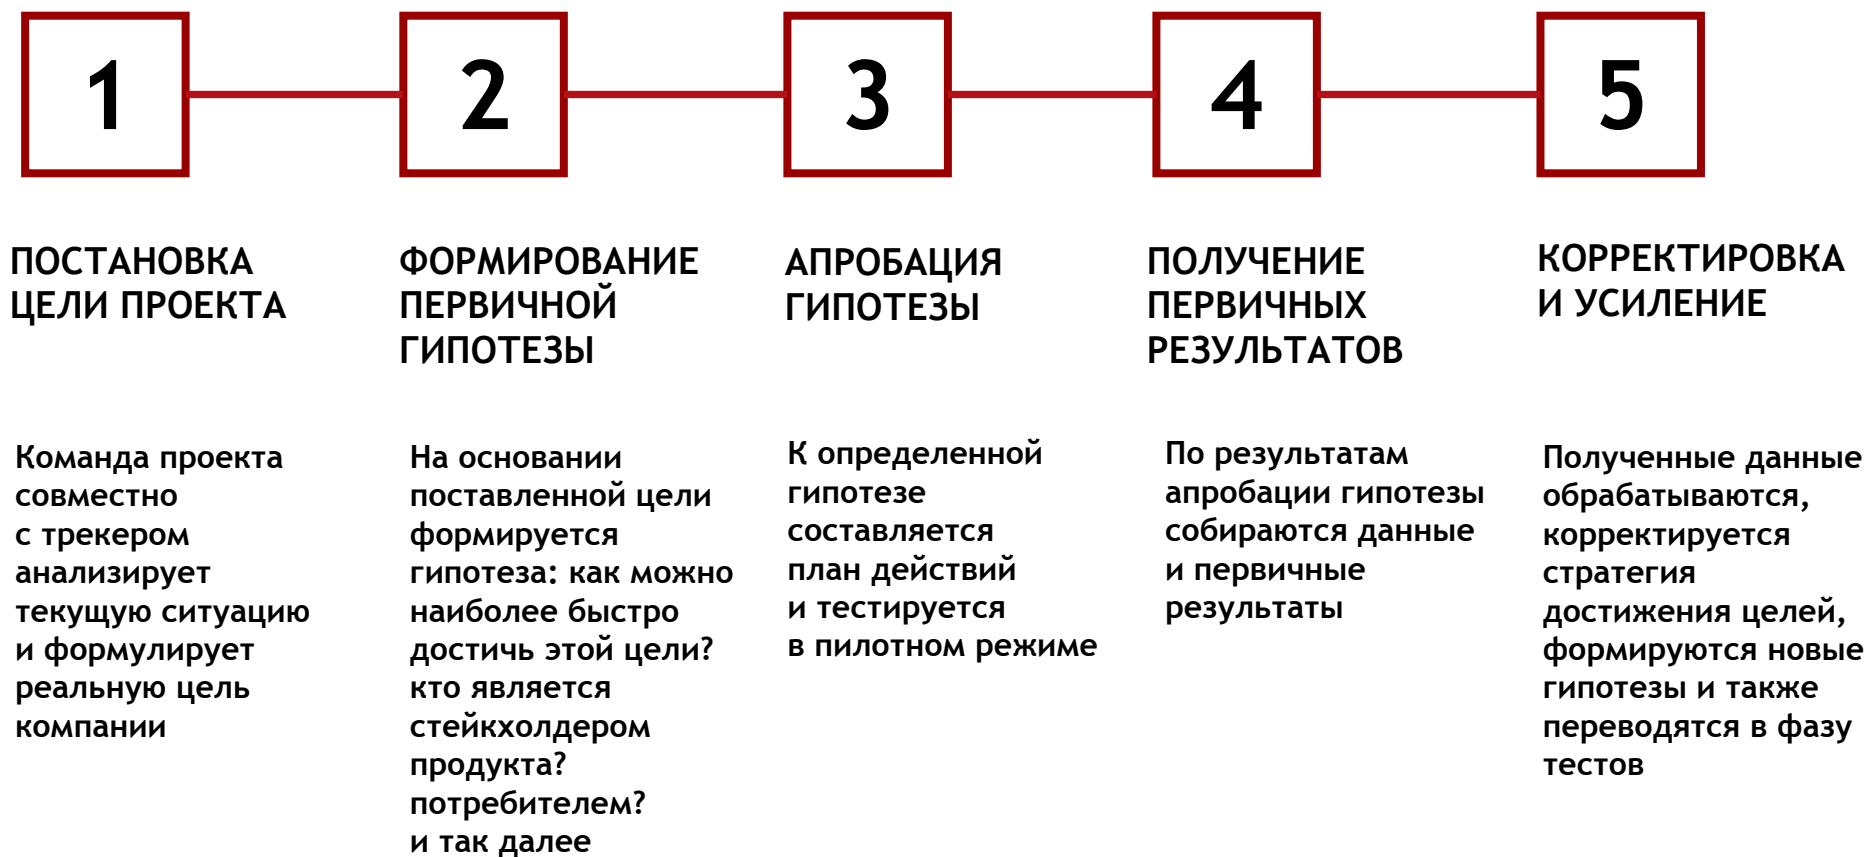 1
2
3
4
5
ПОСТАНОВКА
ЦЕЛИ ПРОЕКТА
ФОРМИРОВАНИЕ
ПЕРВИЧНОЙ
ГИПОТЕЗЫ
АПРОБАЦИЯ
ГИПОТЕЗЫ
ПОЛУЧЕНИЕ
ПЕРВИЧНЫХ
РЕЗУЛЬТАТОВ
КОРРЕКТИРОВКА
И УСИЛЕНИЕ
Команда проекта
совместно
с трекером
анализирует
текущую ситуацию
и формулирует
реальную цель
компании
На основании
поставленной цели
формируется
гипотеза: как можно
наиболее быстро
достичь этой цели?
кто является
стейкхолдером
продукта?
потребителем?
и так далее
К определенной
гипотезе
составляется
план действий
и тестируется
в пилотном режиме
По результатам
апробации гипотезы
собираются данные
и первичные
результаты
Полученные данные
обрабатываются,
корректируется
стратегия
достижения целей,
формируются новые
гипотезы и также
переводятся в фазу
тестов